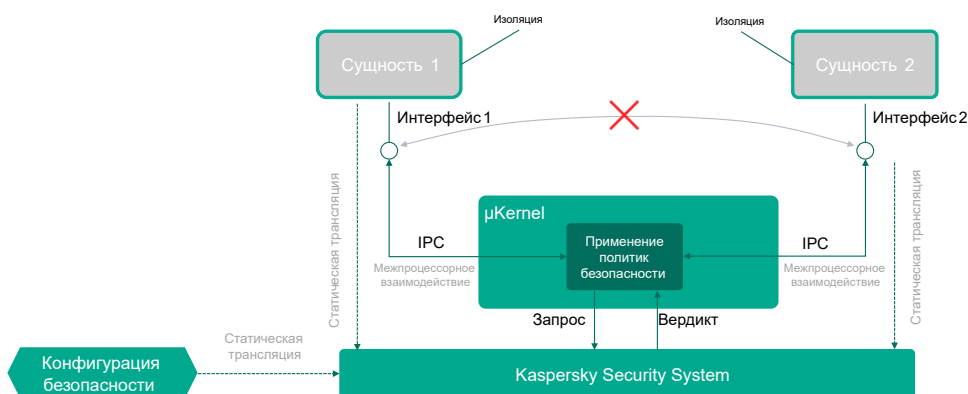 Изоляция
Изоляция
Сущность 1
Сущность 2
Интерфейс 1
Интерфейс 2
Статическая трансляция
Статическая трансляция
µKernel
IPC
Применение
политик
безопасности
IPC
Межпроцессорное
взаимодействие
Межпроцессорное
взаимодействие
Запрос
Вердикт
Статическая
трансляция
Конфигурация
безопасности
Kaspersky Security System